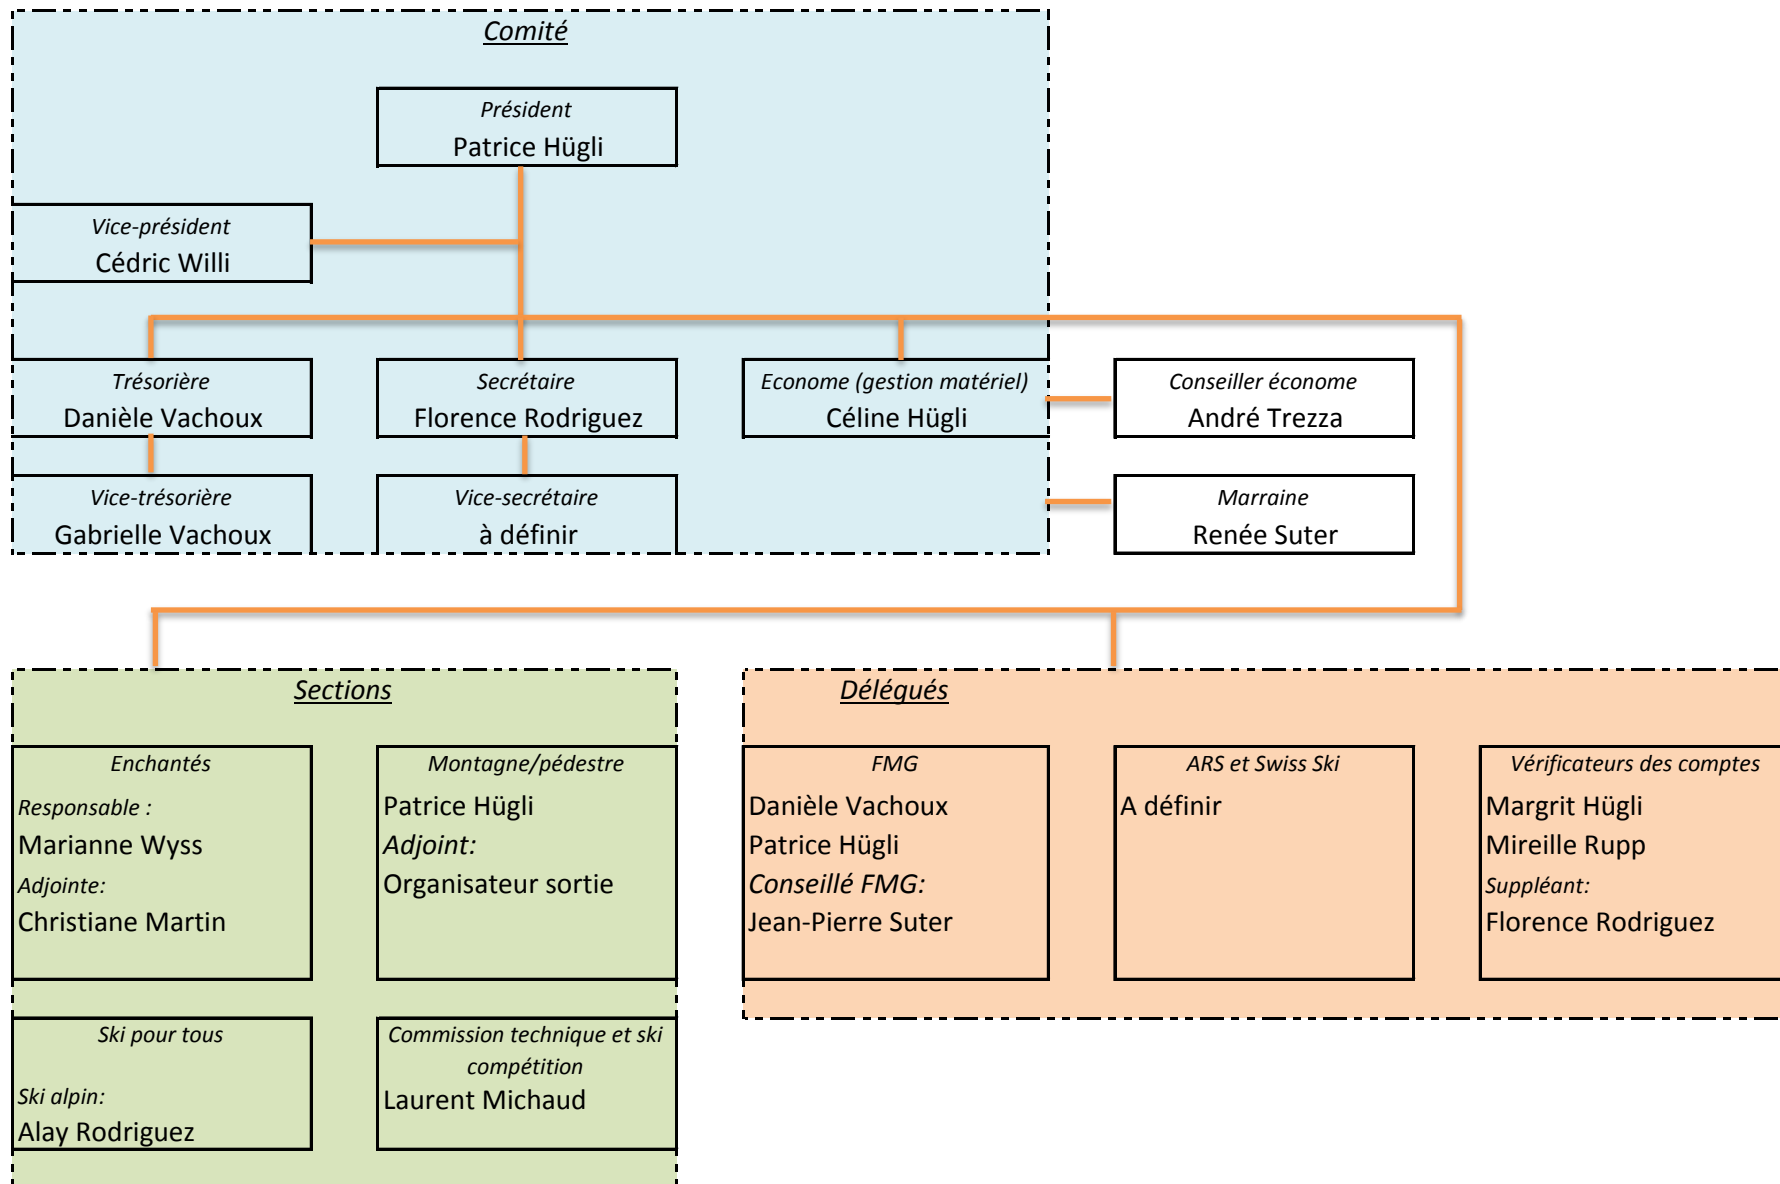 Comité
Président
Patrice Hügli
Vice-président
Cédric Willi
Trésorière
Danièle Vachoux
Secrétaire
Florence Rodriguez
Econome (gestion matériel)
Céline Hügli
Conseiller économe
André Trezza
Vice-trésorière
Gabrielle Vachoux
Vice-secrétaire
à définir
Marraine
Renée Suter
Sections
Enchantés
Responsable :
Marianne Wyss
Adjointe:
Christiane Martin
Montagne/pédestre
Patrice Hügli
Adjoint:
Organisateur sortie
Ski pour tous
Ski alpin:
Alay Rodriguez
Commission technique et ski
compétition
Laurent Michaud
Délégués
FMG
Danièle Vachoux
Patrice Hügli
Conseillé FMG:
Jean-Pierre Suter
ARS et Swiss Ski
A définir
Vérificateurs des comptes
Margrit Hügli
Mireille Rupp
Suppléant:
Florence Rodriguez